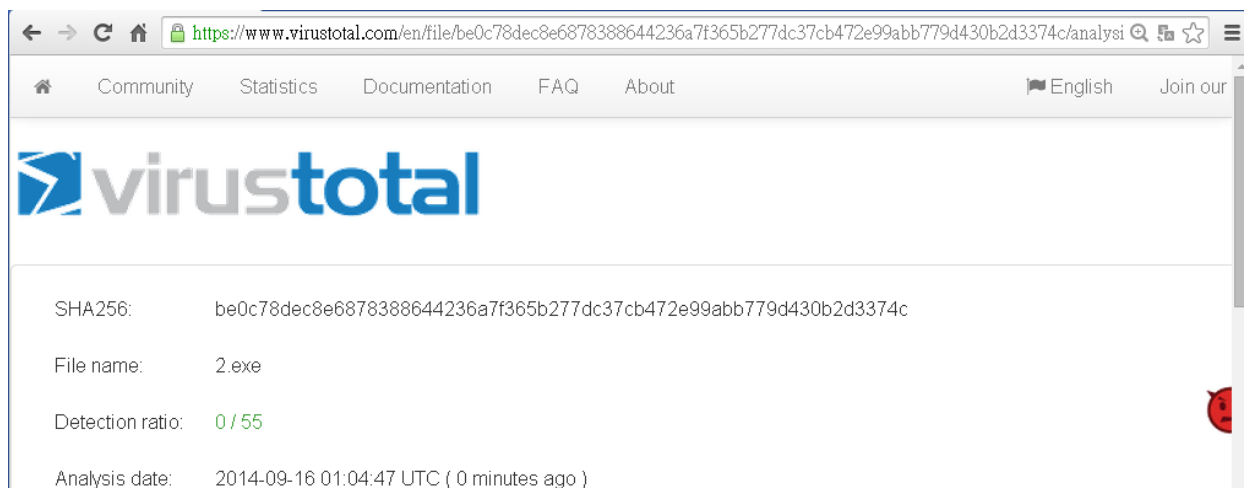 https://www.virustotal.com/en/file/be0c78dec8e6878388644236a7f365b277dc37cb472e99abb779d430b2d3374c/analysi
Community Statistics Documentation FAQ About English Join our
virustotal
SHA256: be0c78dec8e6878388644236a7f365b277dc37cb472e99abb779d430b2d3374c
File name: 2.exe
Detection ratio: 0 / 55
Analysis date: 2014-09-16 01:04:47 UTC ( 0 minutes ago )